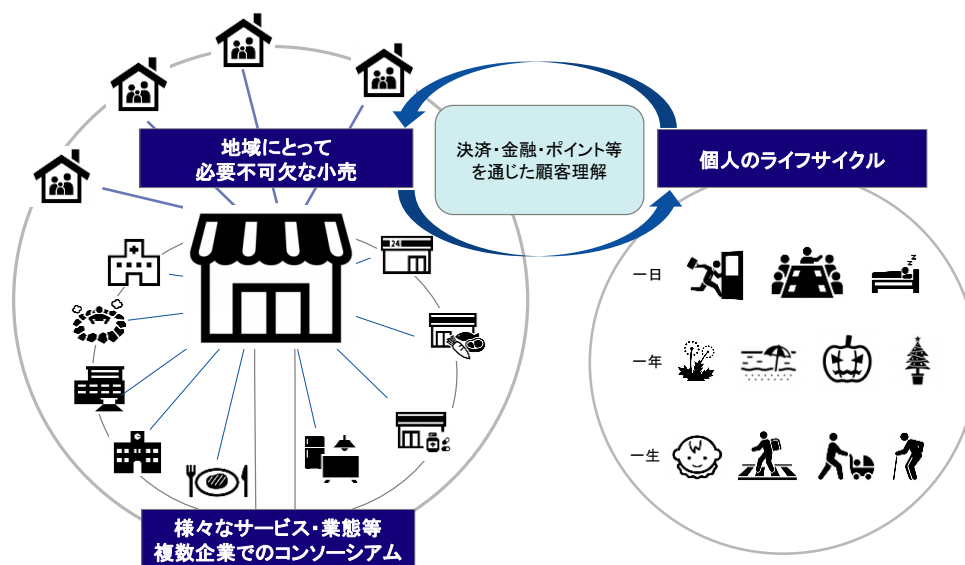 地域にとって
必要不可欠な小売
決済・金融・ポイント等
を通じた顧客理解
個人のライフサイクル
24
一日
z
z
一年
一生
様々なサービス・業態等
複数企業でのコンソーシアム